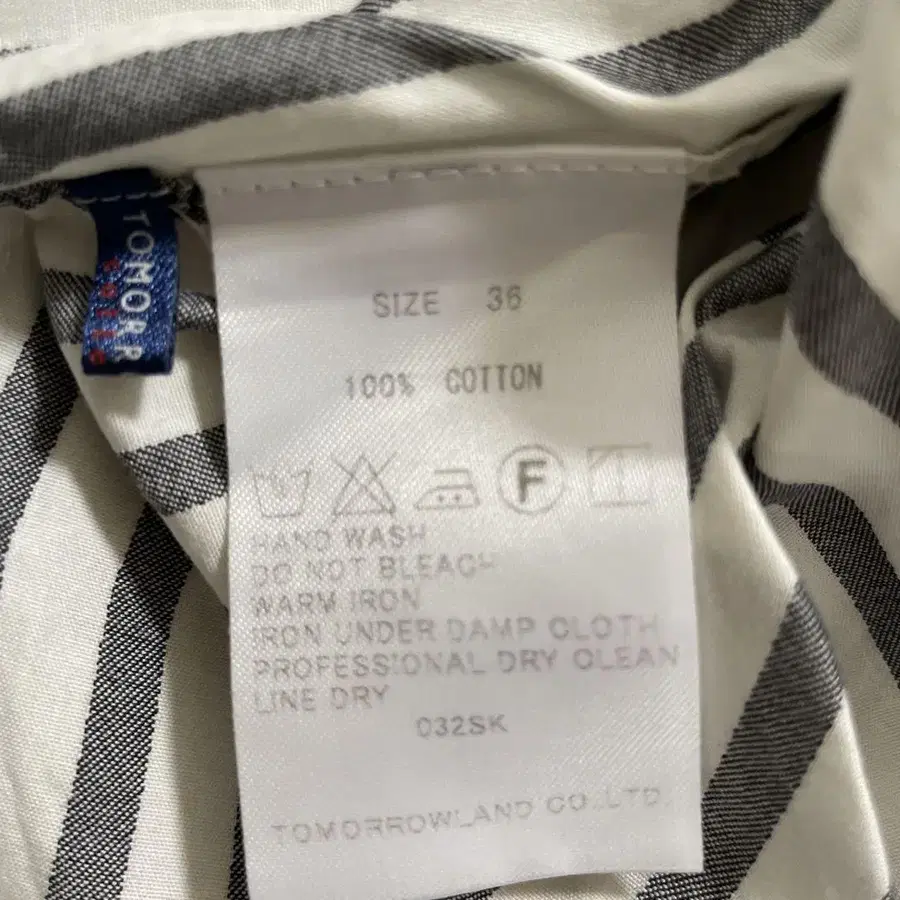 TOMORR
SIZE 36
100% COTTON
F
HAND WASH
DO NOT BLEACH
WARM IRON
IRON UNDER DAMP CLOTH
PROFESSIONAL DRY CLEAN
LINE DRY
032SK
TOMORROWLAND CO.,LTD.